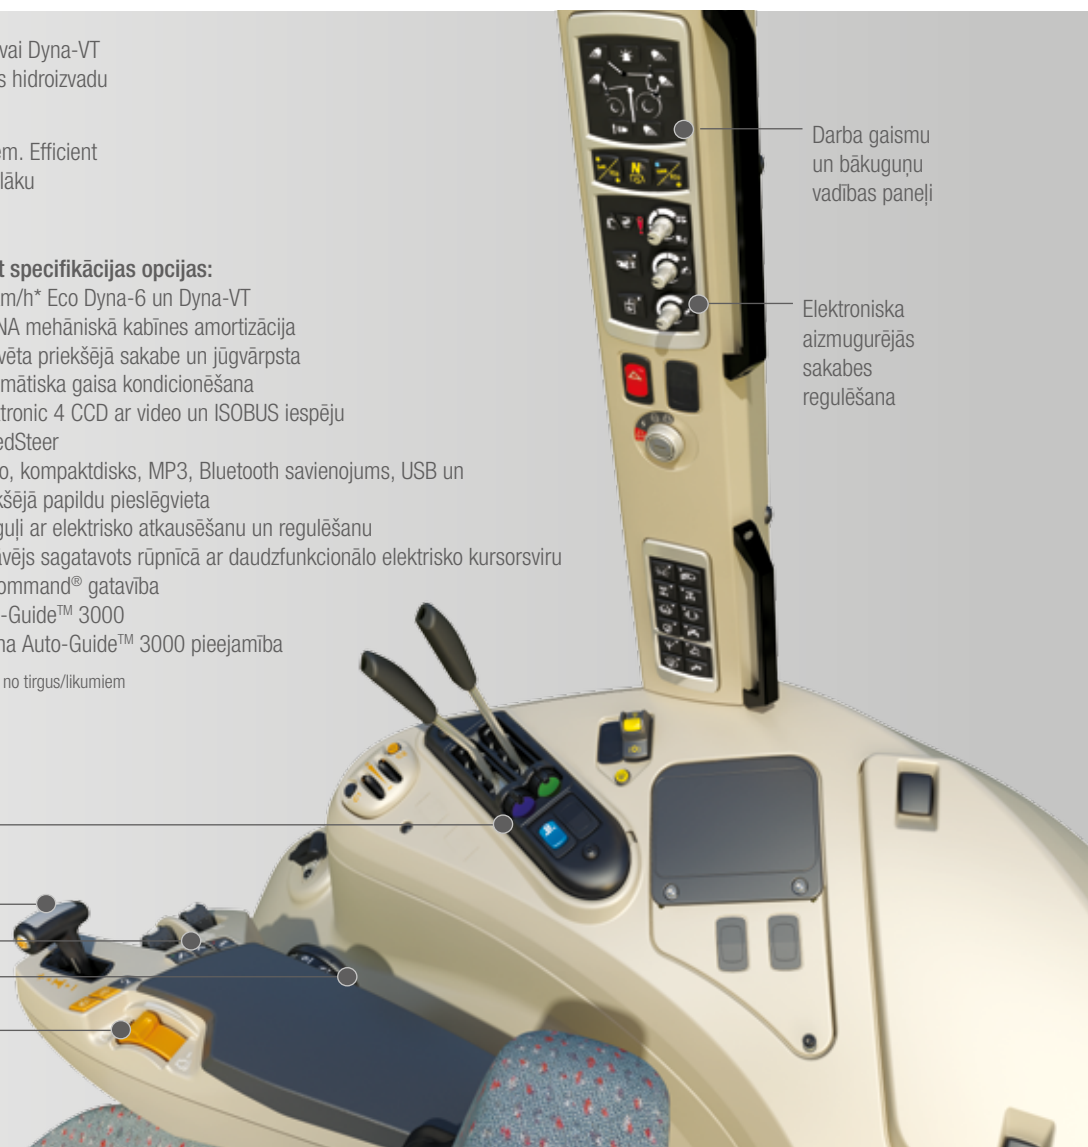 vai Dyna-VT
s hidroizvadu
em. Efficient
lāku
t specifikācijas opcijas:
m/h* Eco Dyna-6 un Dyna-VT
NA mehāniskā kabīnes amortizācija
vēta priekšējā sakabe un jūgvārpsta
mātiska gaisa kondicionēšana
tronic 4 CCD ar video un ISOBUS iespēju
edSteer
o, kompaktdisks, MP3, Bluetooth savienojums, USB un
kšējā papildu pieslēgvieta
guļi ar elektrisko atkausēšanu un regulēšanu
āvējs sagatavots rūpnīcā ar daudzfunkcionālo elektrisko kursorsviru
ommand® gatavība
-Guide™ 3000
na Auto-Guide™ 3000 pieejamība
no tirgus/likumiem
Darba gaismu
un bākuguņu
vadības paneļi
Elektroniska
aizmugurējās
sakabes
regulēšana